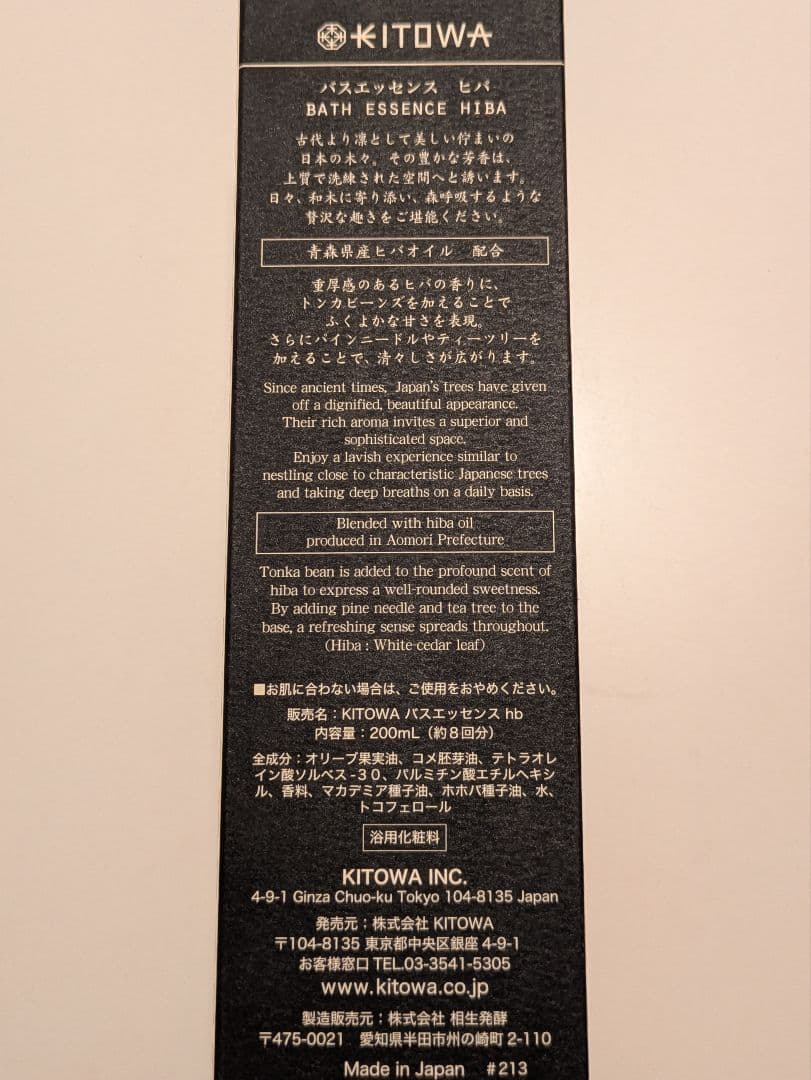 KITOWA
バスエッセンス ヒバ
BATH ESSENCE HIBA
古代より凛として美しい佇まいの
日本の木々。その豊かな芳香は、
上質で洗練された空間へと誘います。
日々、和木に寄り添い、森呼吸するような
贅沢な趣きをご堪能ください。
青森県産ヒバオイル 配合
重厚感のあるヒバの香りに、
トンカビーンズを加えることで
ふくよかな甘さを表現。
さらにパインニードルやティーツリーを
加えることで、清々しさが広がります。
Since ancient times, Japan's trees have given
off a dignified, beautiful appearance.
Their rich aroma invites a superior and
sophisticated space.
Enjoy a lavish experience similar to
nestling close to characteristic Japanese trees
and taking deep breaths on a daily basis.
Blended with hiba oil
produced in Aomori Prefecture
Tonka bean is added to the profound scent of
hiba to express a well-rounded sweetness.
By adding pine needle and tea tree to the
base, a refreshing sense spreads throughout.
(Hiba : White cedar leaf)
■お肌に合わない場合は、ご使用をおやめください。
販売名：KITOWA バスエッセンス hb
内容量：200mL（約８回分）
全成分：オリーブ果実油、コメ胚芽油、テトラオレ
イン酸ソルベス-３０、パルミチン酸エチルヘキシ
ル、香料、マカデミア種子油、ホホバ種子油、水、
トコフェロール
浴用化粧料
KITOWA INC.
4-9-1 Ginza Chuo-ku Tokyo 104-8135 Japan
発売元：株式会社 KITOWA
〒104-8135 東京都中央区銀座 4-9-1
お客様窓口 TEL.03-3541-5305
www.kitowa.co.jp
製造販売元：株式会社 相生発酵
〒475-0021 愛知県半田市州の崎町 2-110
Made in Japan #213